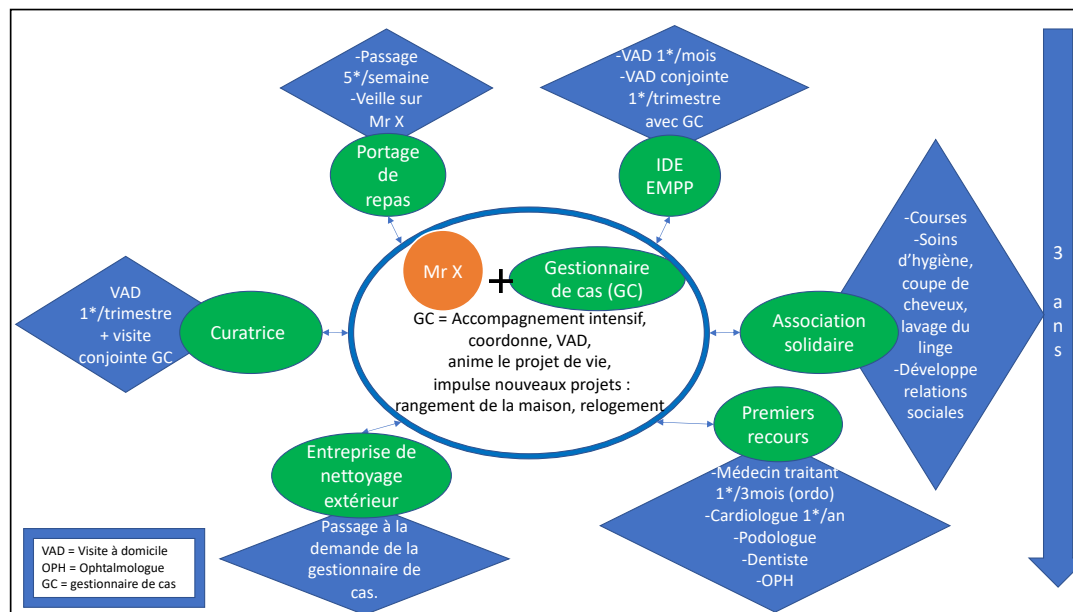 -Passage
5*/semaine
-Veille sur
Mr X
Portage
de
repas
-VAD 1*/mois
-VAD conjointe
1*/trimestre
avec GC
IDE
EMPP
Mr X
+
Gestionnaire
de cas (GC)
GC = Accompagnement intensif,
coordonne, VAD,
anime le projet de vie,
impulse nouveaux projets :
rangement de la maison, relogement
VAD
1*/trimestre
+ visite
conjointe GC
Curatrice
Association
solidaire
-Courses
-Soins
d’hygiène,
coupe de
cheveux,
lavage du
linge
-Développe
relations
sociales
3
a
n
s
Entreprise de
nettoyage
extérieur
Passage à la
demande de la
gestionnaire de
cas.
Premiers
recours
-Médecin traitant
1*/3mois (ordo)
-Cardiologue 1*/an
-Podologue
-Dentiste
-OPH
VAD = Visite à domicile
OPH = Ophtalmologue
GC = gestionnaire de cas